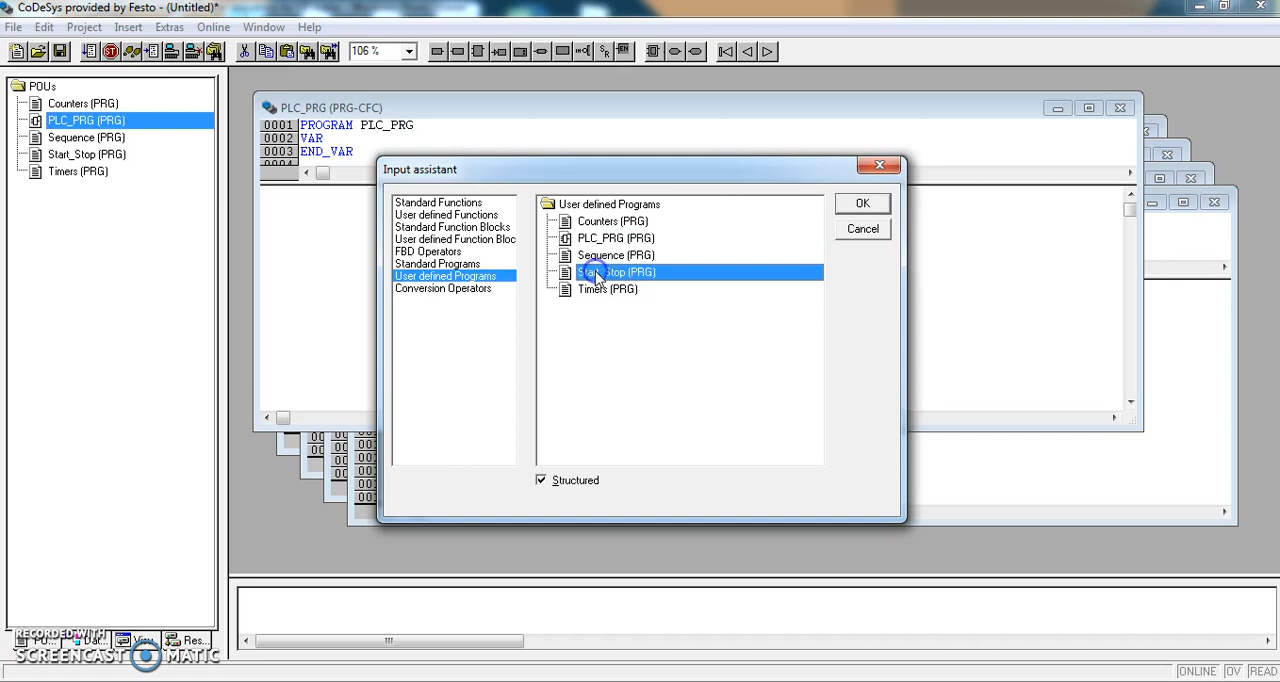 CoDeSys provided by Festo - (Untitled)*
File Edit Project Insert Extras Online Window Help
106 %
POUs
Counters (PRG)
PLC_PRG (PRG)
Sequence (PRG)
Start_Stop (PRG)
Timers (PRG)
PLC_PRG (PRG-CFC)
0001 PROGRAM PLC_PRG
0002 VAR
0003 END_VAR
Input assistant
Standard Functions
User defined Functions
Standard Function Blocks
User defined Function Bloc
FBD Operators
Standard Programs
User defined Programs
Conversion Operators
User defined Programs
Counters (PRG)
PLC_PRG (PRG)
Sequence (PRG)
Start_Stop (PRG)
Timers (PRG)
OK
Cancel
Structured
Res...
RECORDED WITH
SCREENCAST MATIC
ONLINE OV READ